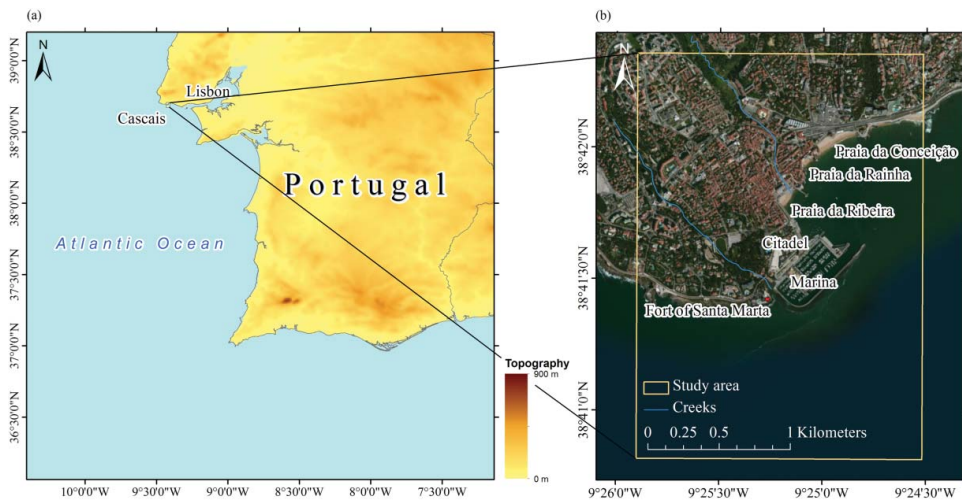 (a)
N
39°0'0"N
38°30'0"N
38°0'0"N
37°30'0"N
37°0'0"N
36°30'0"N
Lisbon
Cascais
Portugal
Atlantic Ocean
Topography
900 m
0 m
10°0'0"W
9°30'0"W
9°0'0"W
8°30'0"W
8°0'0"W
7°30'0"W
(b)
N
38°42'0"N
38°41'30"N
38°41'0"N
Praia da Conceição
Praia da Rainha
Praia da Ribeira
Citadel
Marina
Fort of Santa Marta
Study area
Creeks
0 0.25 0.5 1 Kilometers
9°26'0"W
9°25'30"W
9°25'0"W
9°24'30"W